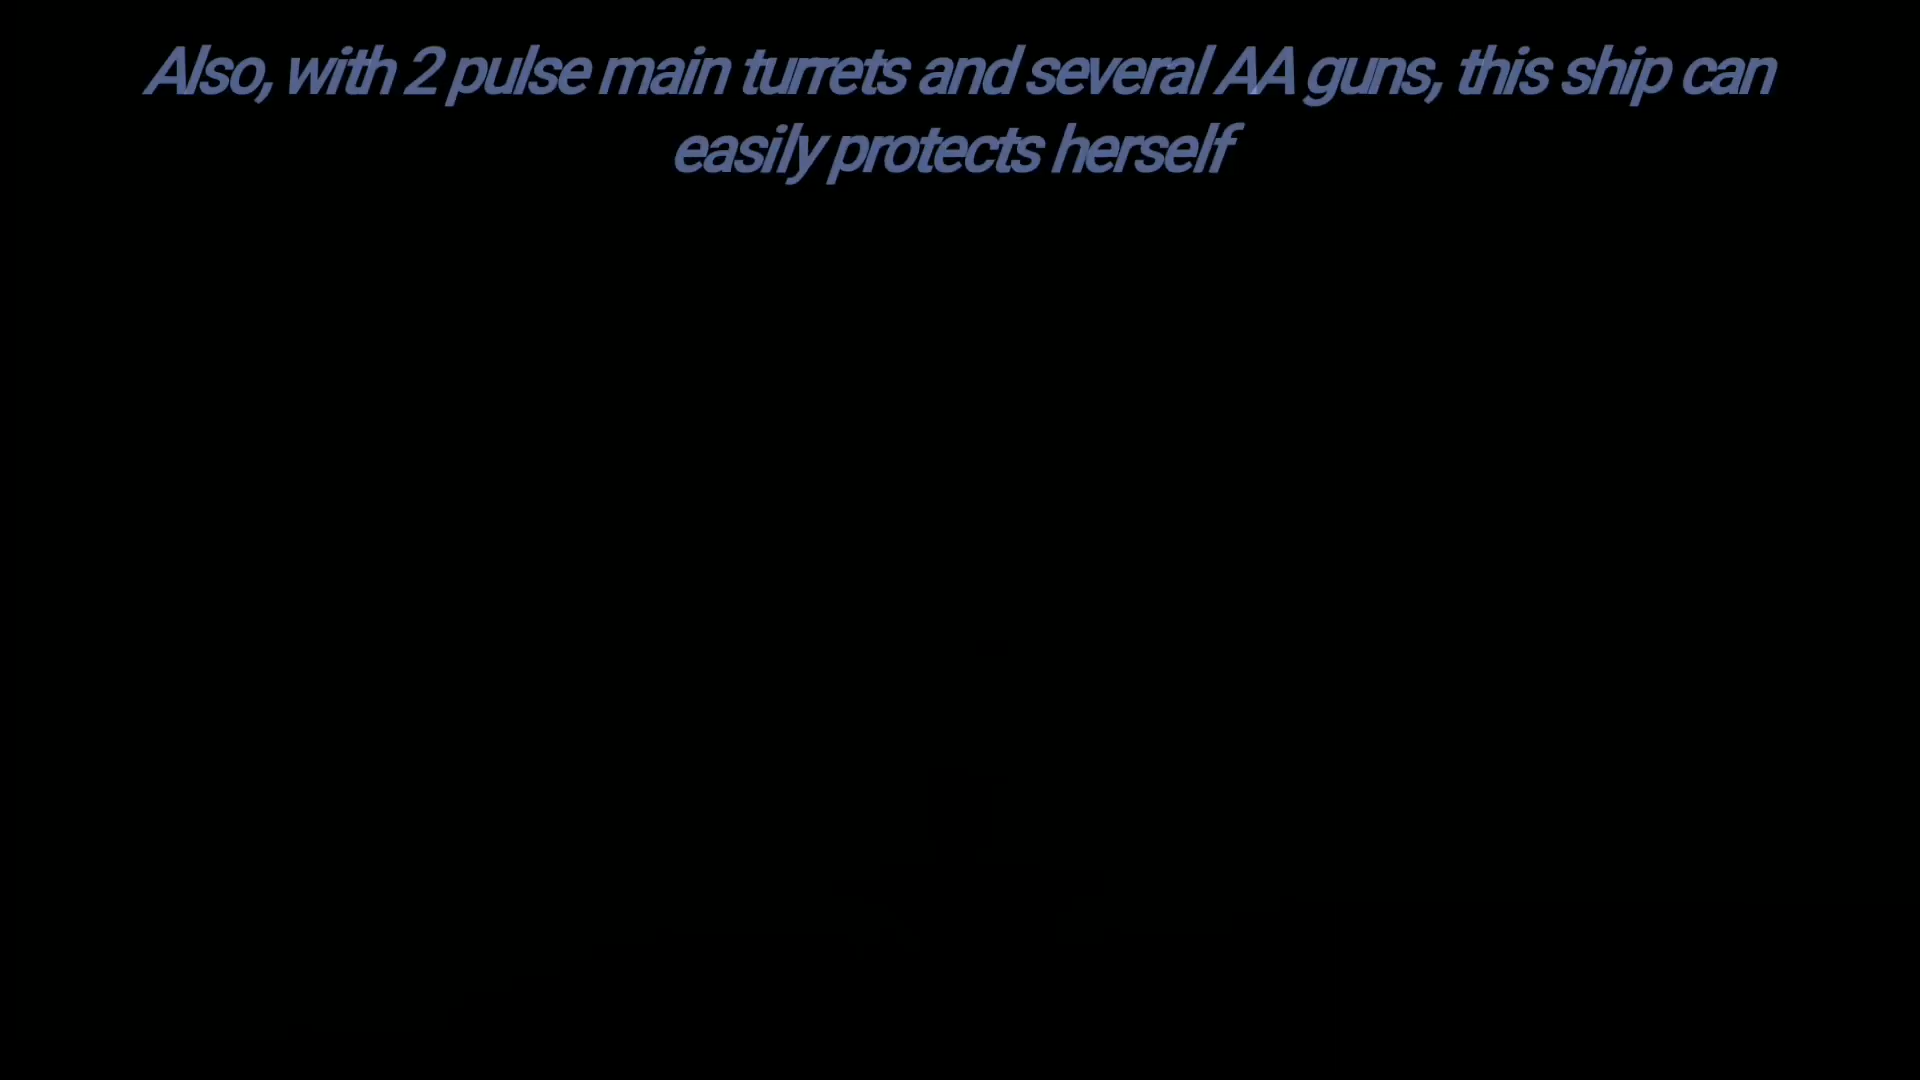 Also, with 2 pulse main turrets and several AA guns, this ship can
easily protects herself